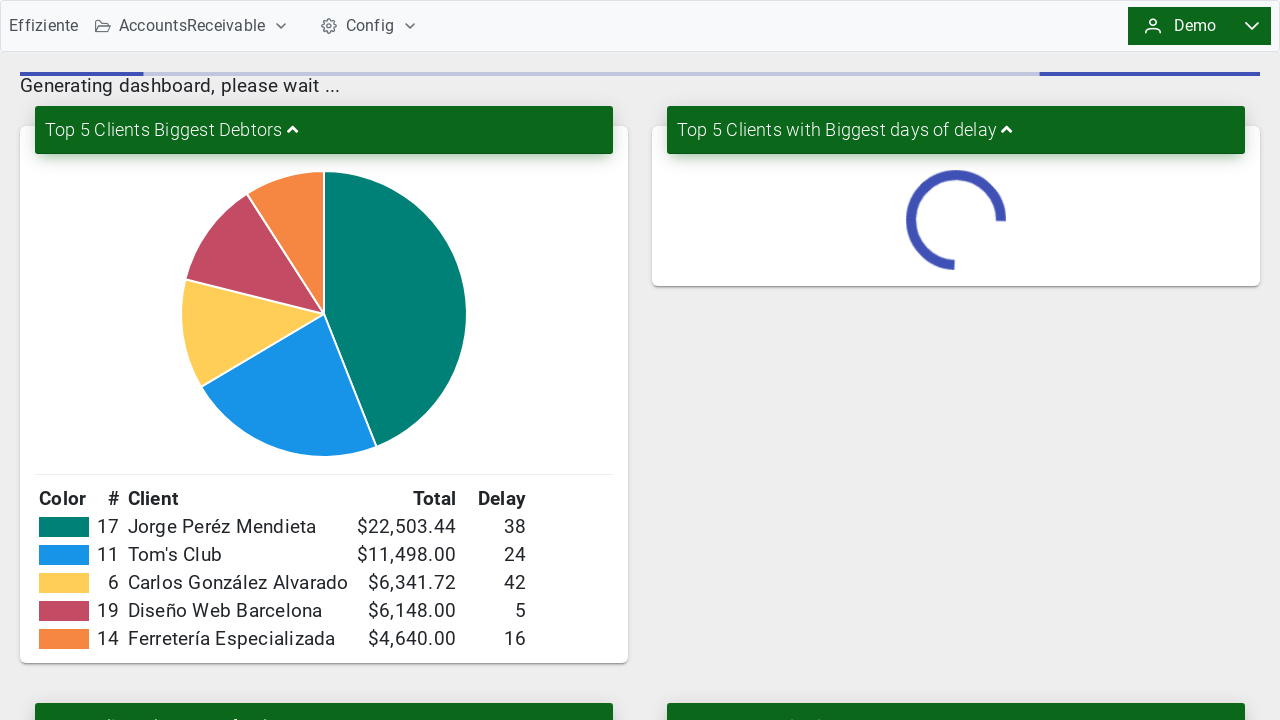 Effiziente AccountsReceivable Config Demo
Generating dashboard, please wait ...
Top 5 Clients Biggest Debtors
Top 5 Clients with Biggest days of delay
Color # Client Total Delay
17 Jorge Peréz Mendieta $22,503.44 38
11 Tom's Club $11,498.00 24
6 Carlos González Alvarado $6,341.72 42
19 Diseño Web Barcelona $6,148.00 5
14 Ferretería Especializada $4,640.00 16